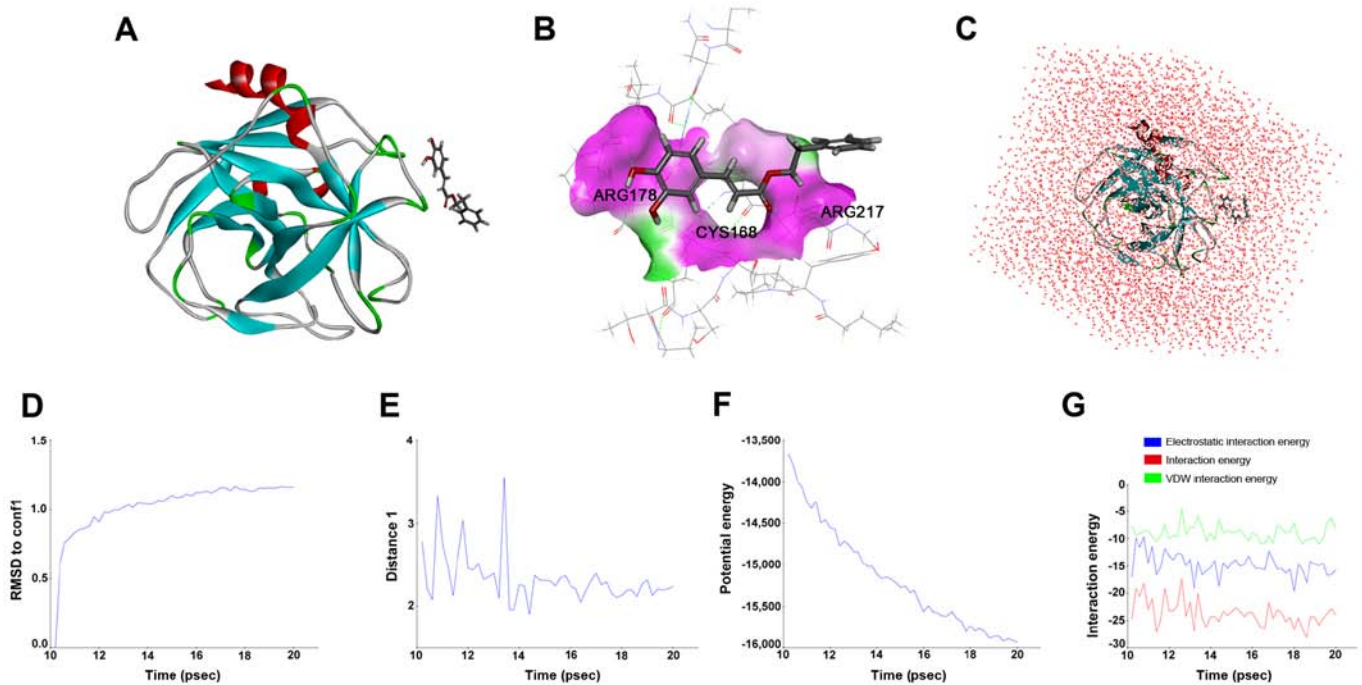 A
B
C
ARG178
CYS168
ARG217
D
RMSD to conf1
1.5
1.0
0.5
0.0
10 12 14 16 18 20
Time (psec)
E
Distance 1
4
3
2
10 12 14 16 18 20
Time (psec)
F
Potential energy
-13,500
-14,000
-14,500
-15,000
-15,500
-16,000
10 12 14 16 18 20
Time (psec)
G
Electrostatic interaction energy
Interaction energy
VDW interaction energy
Interaction energy
0
-5
-10
-15
-20
-25
-30
10 12 14 16 18 20
Time (psec)